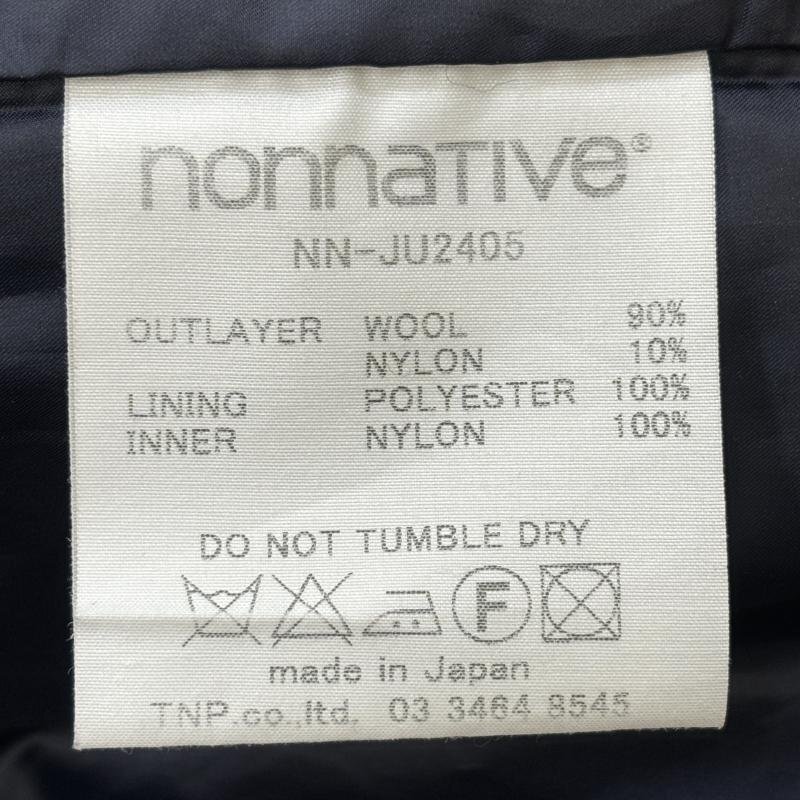 nonnaTIVe®
NN-JU2405
OUTLAYER WOOL 90%
NYLON 10%
LINING POLYESTER 100%
INNER NYLON 100%
DO NOT TUMBLE DRY
F
made in Japan
TNP.co.,ltd. 03 3464 8545